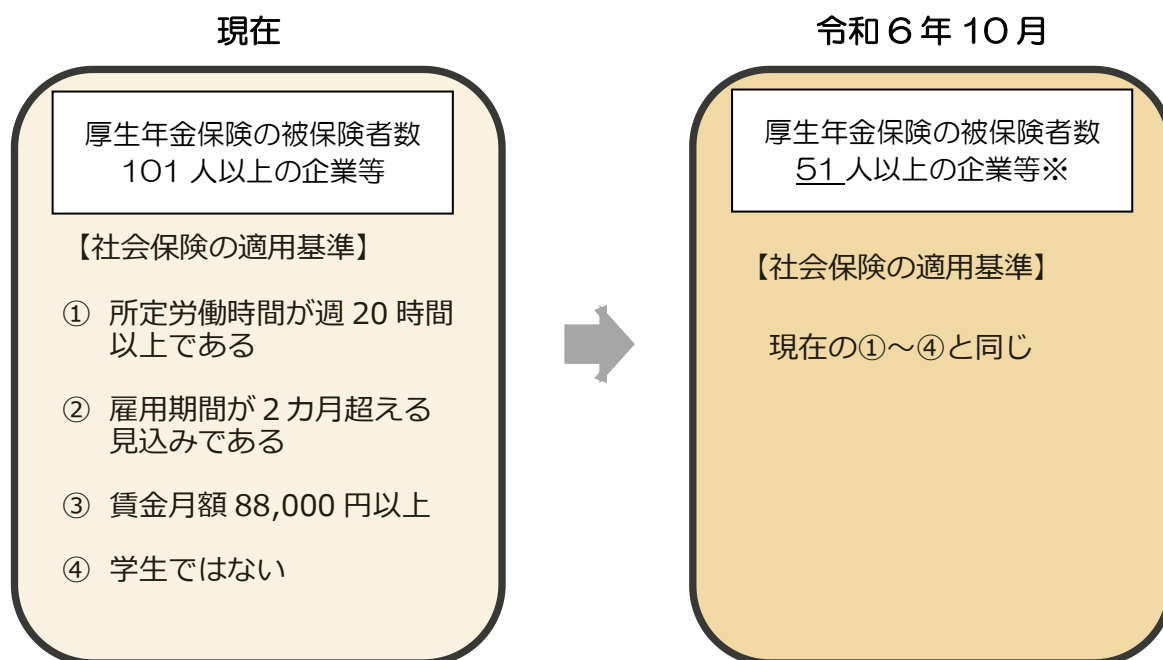 現在
厚生年金保険の被保険者数
101 人以上の企業等
【社会保険の適用基準】
① 所定労働時間が週 20 時間
以上である
② 雇用期間が２カ月超える
見込みである
③ 賃金月額 88,000 円以上
④ 学生ではない
令和６年 10 月
厚生年金保険の被保険者数
51 人以上の企業等※
【社会保険の適用基準】
現在の①～④と同じ